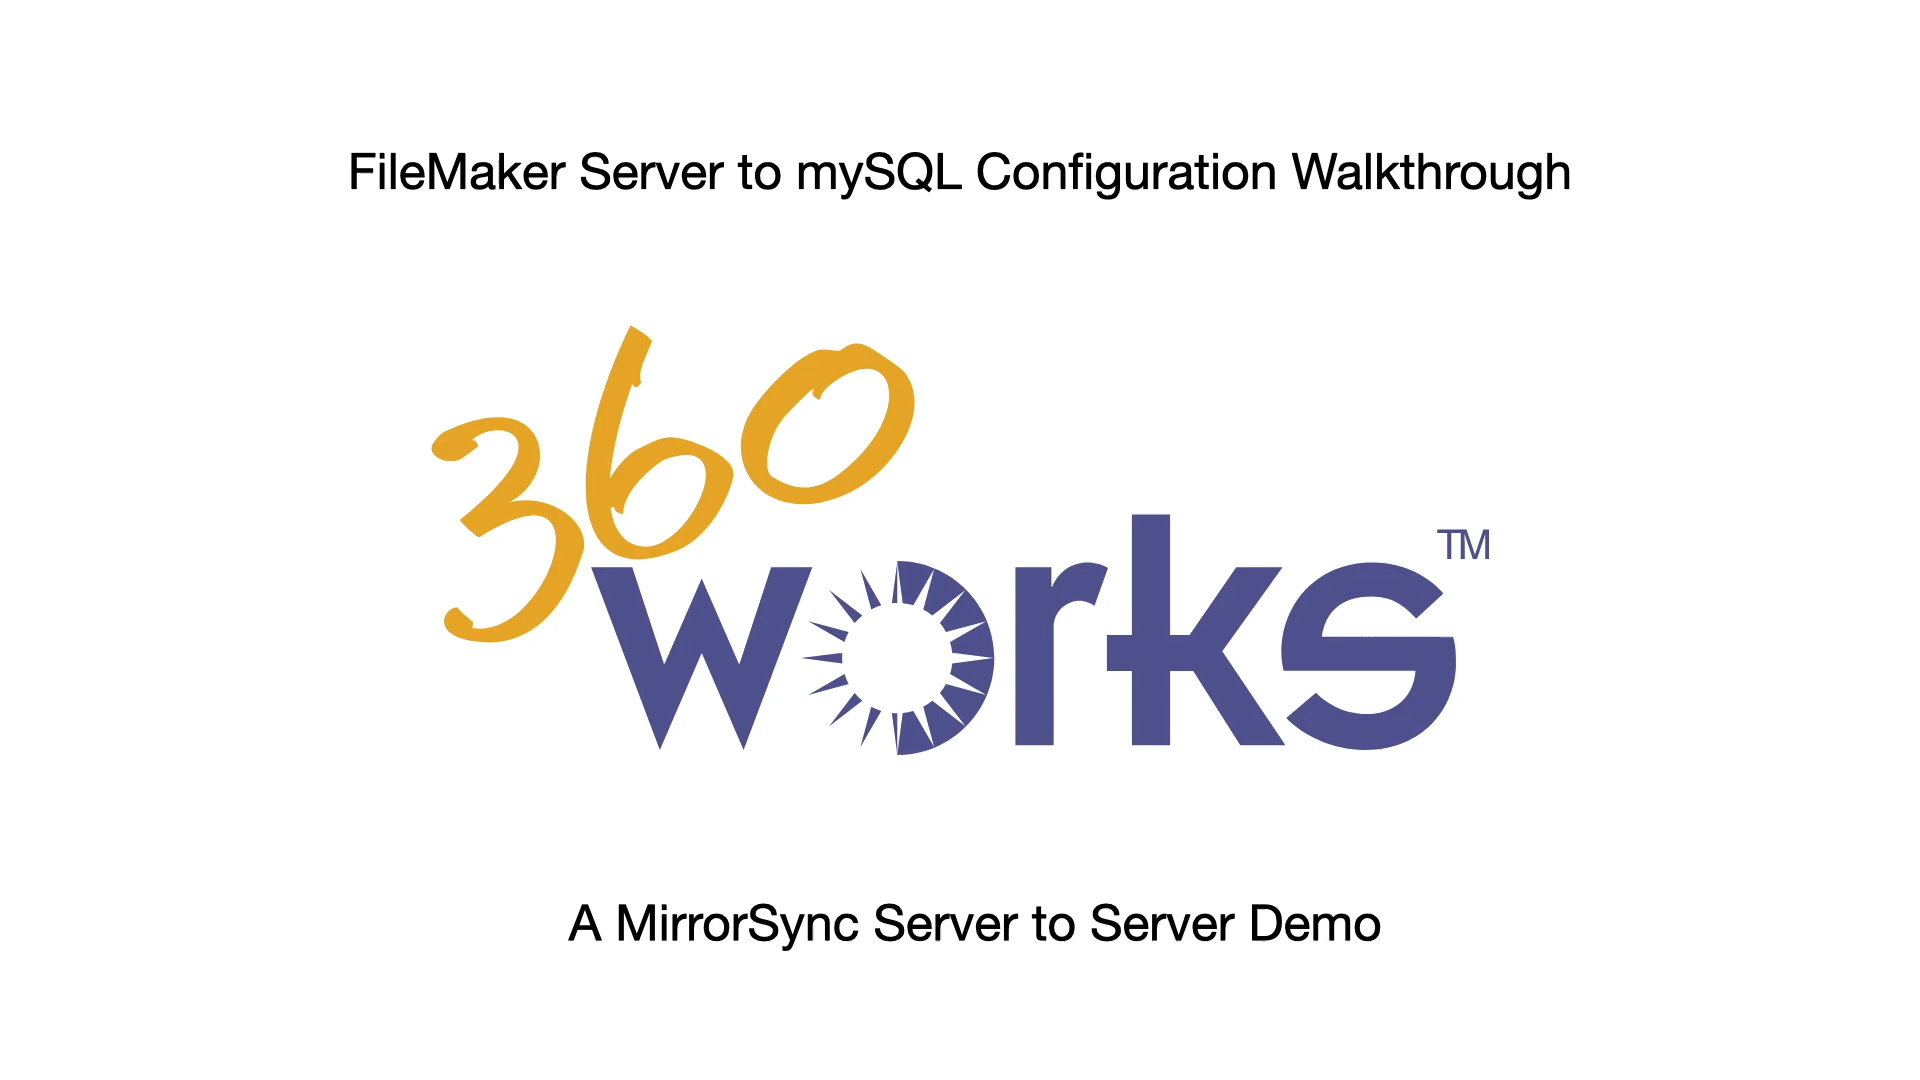 FileMaker Server to mySQL Configuration Walkthrough
360
works™
A MirrorSync Server to Server Demo